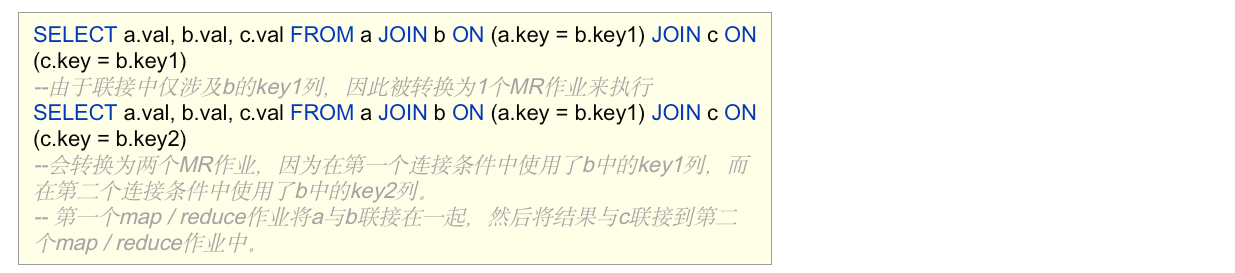 SELECT a.val, b.val, c.val FROM a JOIN b ON (a.key = b.key1) JOIN c ON
(c.key = b.key1)
--由于联接中仅涉及b的key1列，因此被转换为1个MR作业来执行
SELECT a.val, b.val, c.val FROM a JOIN b ON (a.key = b.key1) JOIN c ON
(c.key = b.key2)
--会转换为两个MR作业，因为在第一个连接条件中使用了b中的key1列，而
在第二个连接条件中使用了b中的key2列。
-- 第一个map / reduce作业将a与b联接在一起，然后将结果与c联接到第二
个map / reduce作业中。